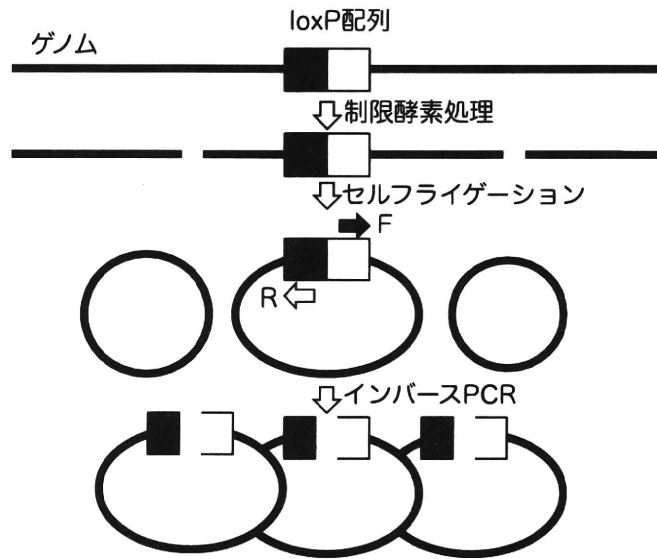 loxP配列
ゲノム
制限酵素処理
セルフライゲーション
F
R
インバースPCR